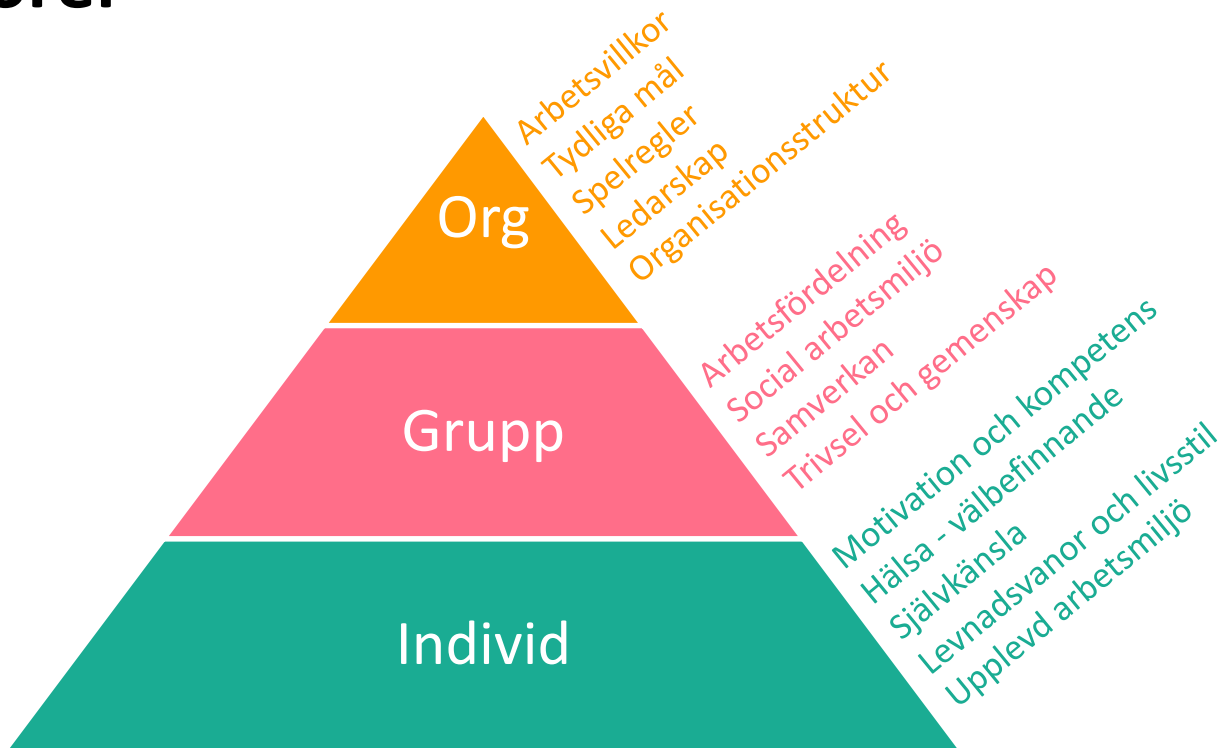 Org
Arbetsvillkor
Tydliga mål
Spelregler
Ledarskap
Organisationsstruktur
Grupp
Arbetsfördelning
Social arbetsmiljö
Samverkan
Trivsel och gemenskap
Individ
Motivation och kompetens
Hälsa - välbefinnande
Självkänsla
Levnadsvanor och livsstil
Upplevd arbetsmiljö